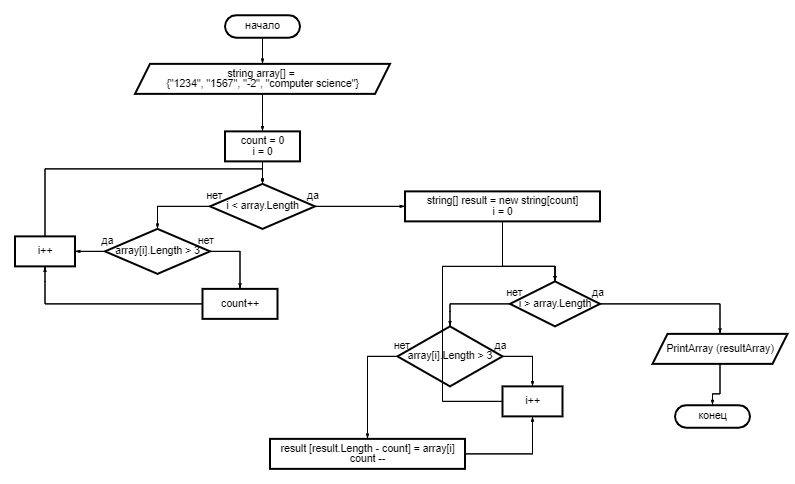 начало
string array[] =
{"1234", "1567", "-2", "computer science"}
count = 0
i = 0
нет
да
i < array.Length
string[] result = new string[count]
i = 0
да
нет
i++
array[i].Length > 3
count++
нет
да
i > array.Length
нет
да
array[i].Length > 3
PrintArray (resultArray)
i++
конец
result [result.Length - count] = array[i]
count --